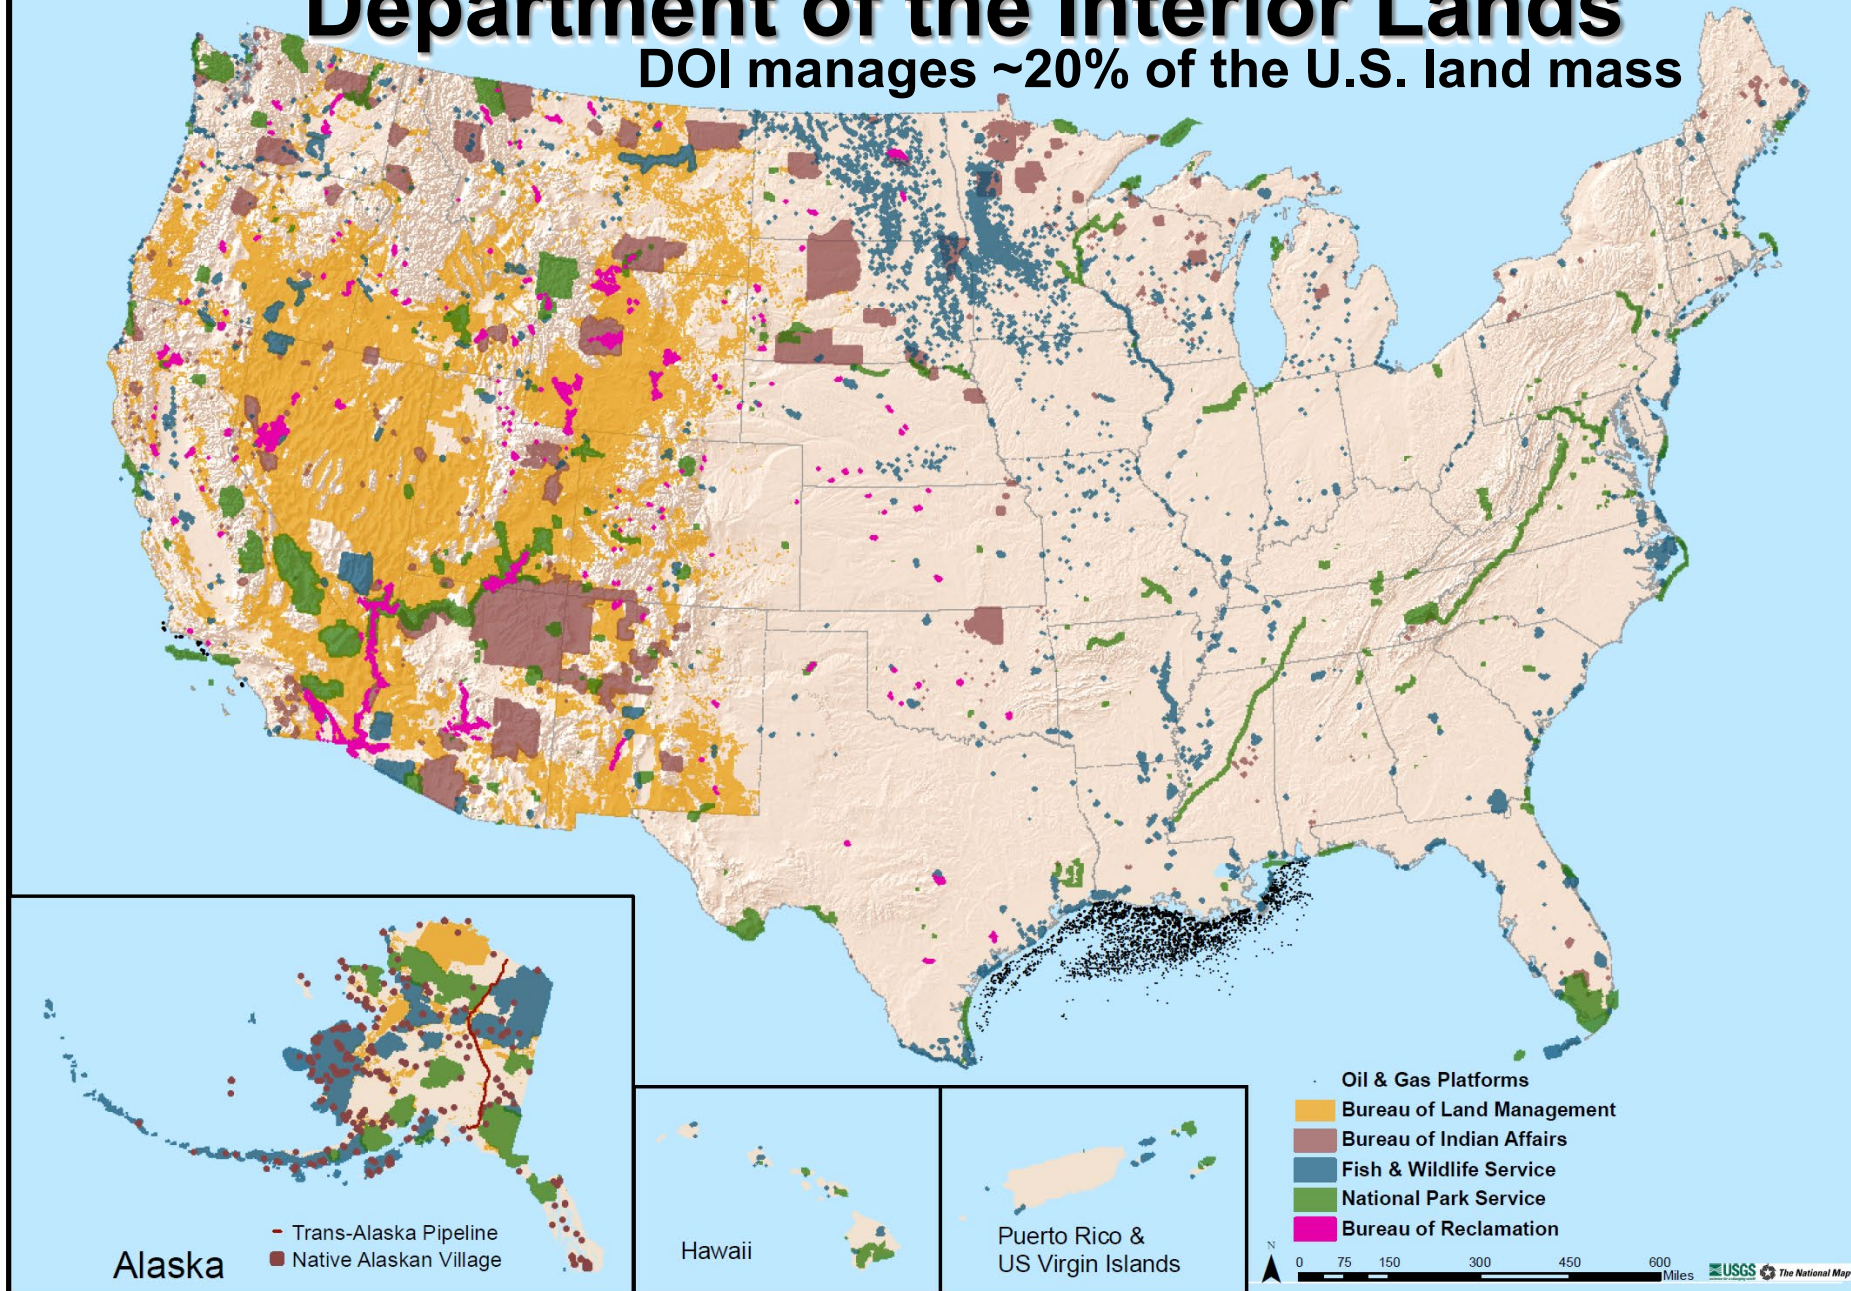 Department of the Interior Lands
DOI manages ~20% of the U.S. land mass
Oil & Gas Platforms
Bureau of Land Management
Bureau of Indian Affairs
Fish & Wildlife Service
National Park Service
Bureau of Reclamation
Trans-Alaska Pipeline
Native Alaskan Village
Alaska
Hawaii
Puerto Rico &
US Virgin Islands
N
0 75 150 300 450 600
Miles
USGS
The National Map